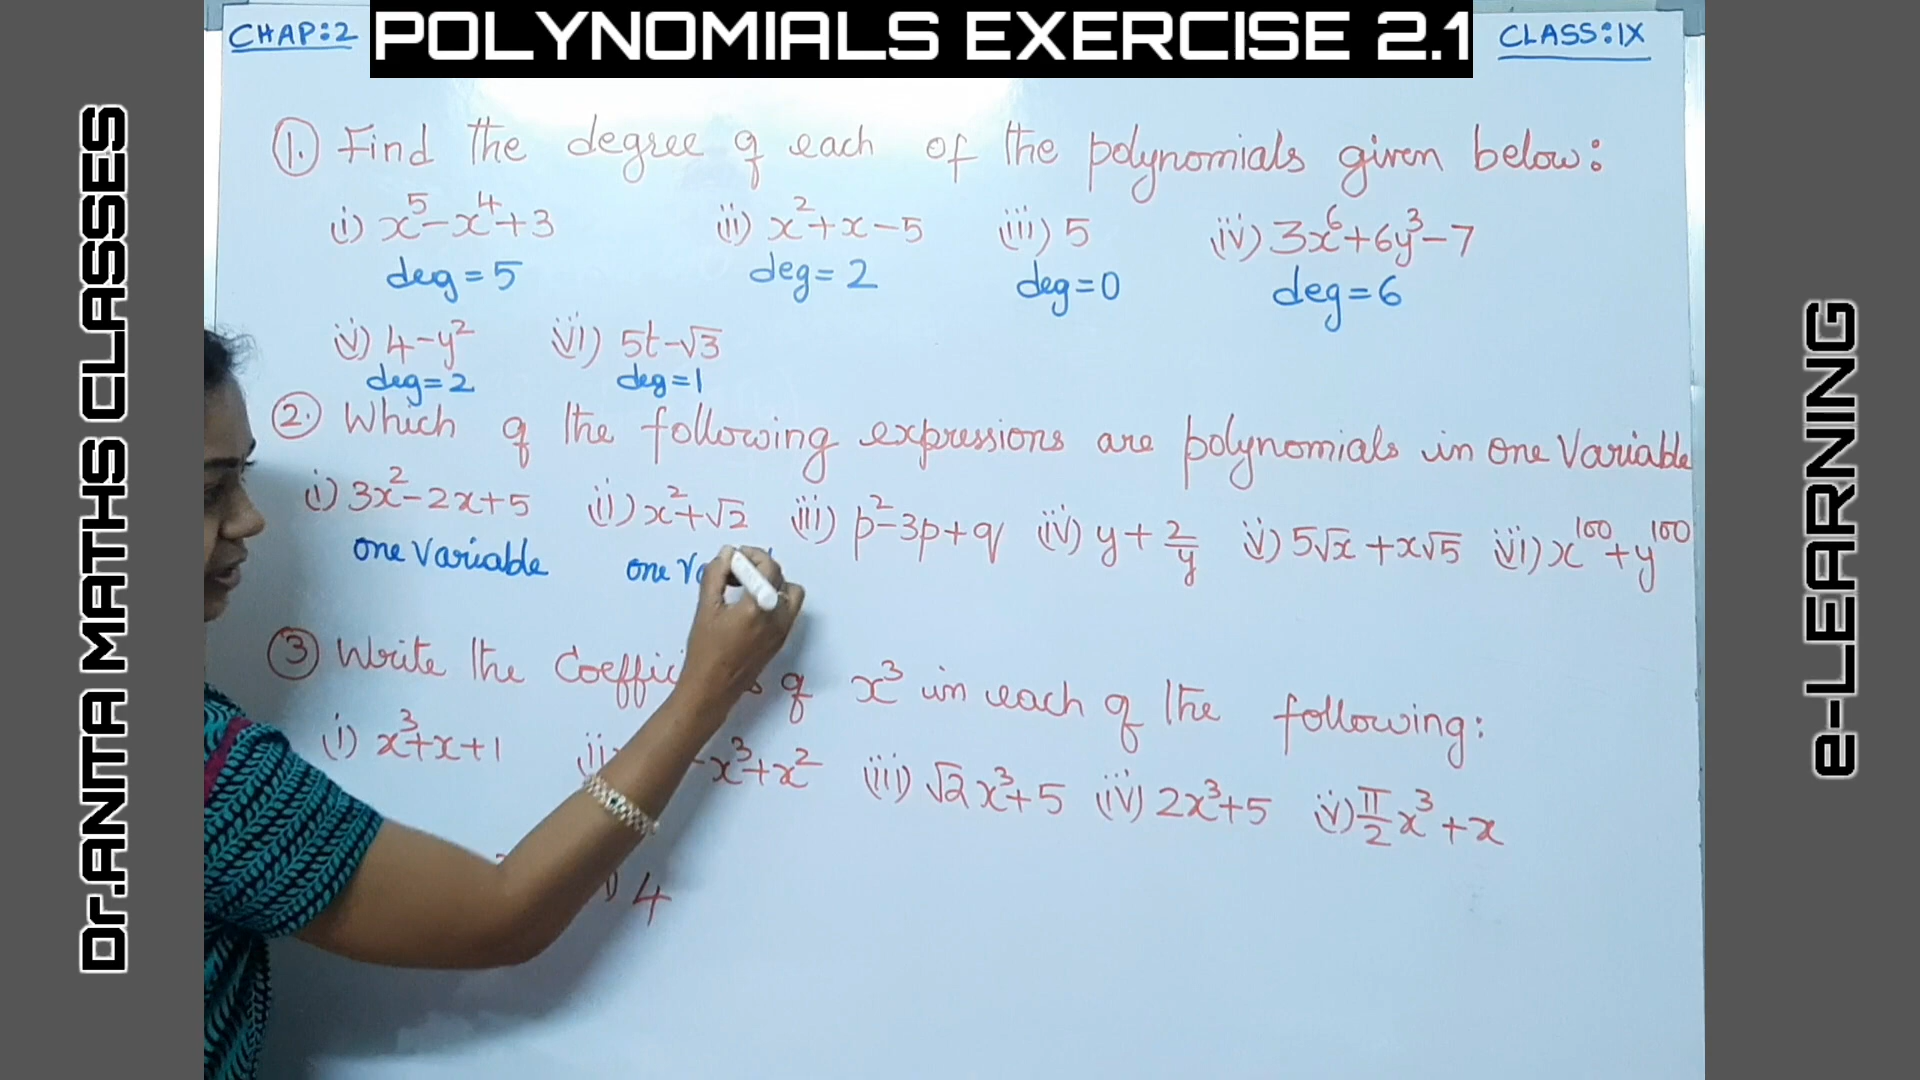 CHAP:2 POLYNOMIALS EXERCISE 2.1 CLASS:IX
Dr.ANITA MATHS CLASSES
e-LEARNING
1. Find the degree of each of the polynomials given below:
i) x⁵-x⁴+3 ii) x²+x-5 iii) 5 iv) 3x⁶+6y³-7
deg=5 deg=2 deg=0 deg=6
v) 4-y² vi) 5t-√3
deg=2 deg=1
2. Which of the following expressions are polynomials in one Variable
i) 3x²-2x+5 ii) x²+√2 iii) p²-3p+q iv) y+2/y v) 5√x+x√5 vi) x¹⁰⁰+y¹⁰⁰
one Variable one
3 Write the of x³ in each of the following:
i) x³+x+1 x³+x² iii) √2x³+5 iv) 2x³+5 v) π/2x³+x
4